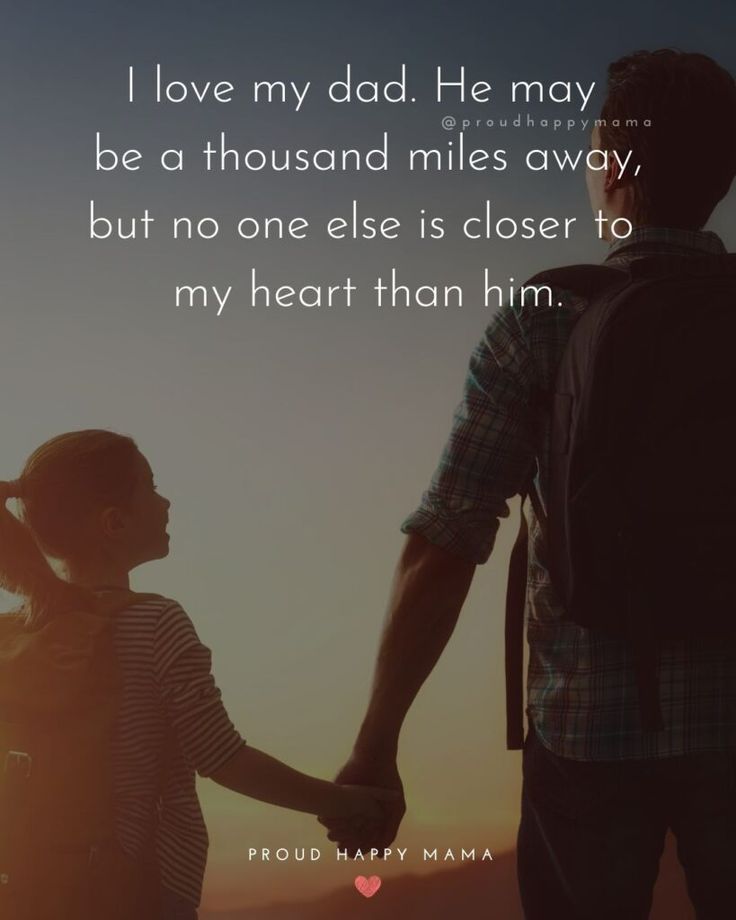 I love my dad. He may
@proudhappymama
be a thousand miles away,
but no one else is closer to
my heart than him.
PROUD HAPPY MAMA